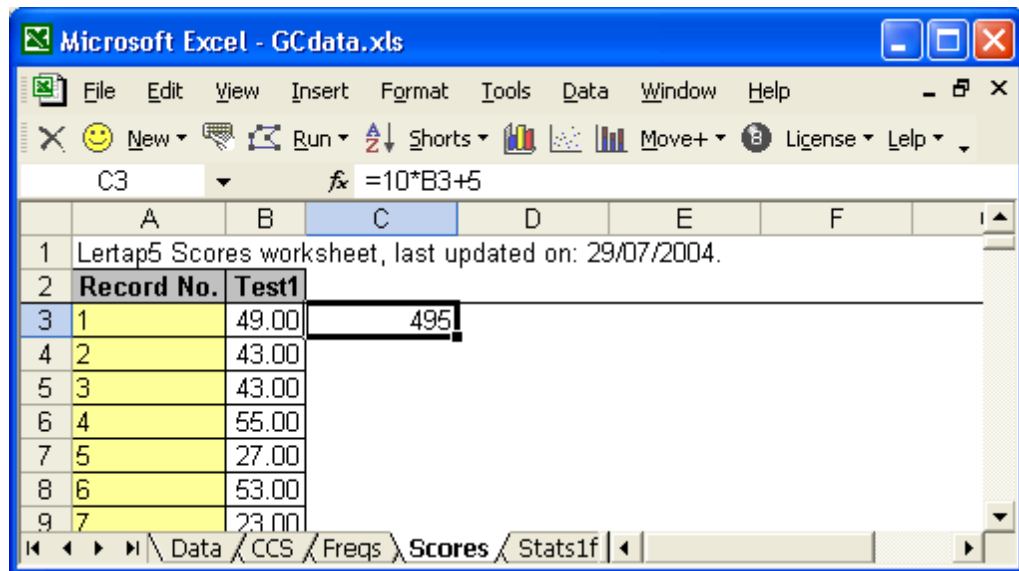 Microsoft Excel - GCdata.xls
File Edit View Insert Format Tools Data Window Help
New Run Shorts Move+ 8 License Lelp
C3 fx =10*B3+5
A B C D E F
1 Lertap5 Scores worksheet, last updated on: 29/07/2004.
2 Record No. Test1
3 1 49.00 495
4 2 43.00
5 3 43.00
6 4 55.00
7 5 27.00
8 6 53.00
9 7 23.00
Data CCS Freqs Scores Stats1f